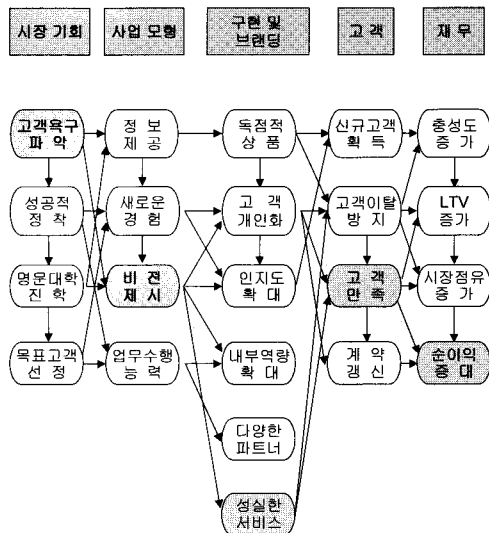 시장 기회
사업 모형
구현 및
브랜딩
고 객
재 무
고객욕구
파 악
정 보
제 공
독점적
상 품
신규고객
획 득
충성도
증 가
성공적
정 착
새로운
경 험
고 객
개인화
고객이탈
방 지
LTV
증가
명문대학
진 학
비 전
제 시
인지도
확 대
고 객
만 족
시장점유
증 가
목표고객
선 정
업무수행
능 력
내부역량
확 대
계 약
갱 신
순이익
증 대
다양한
파트너
성실한
서비스